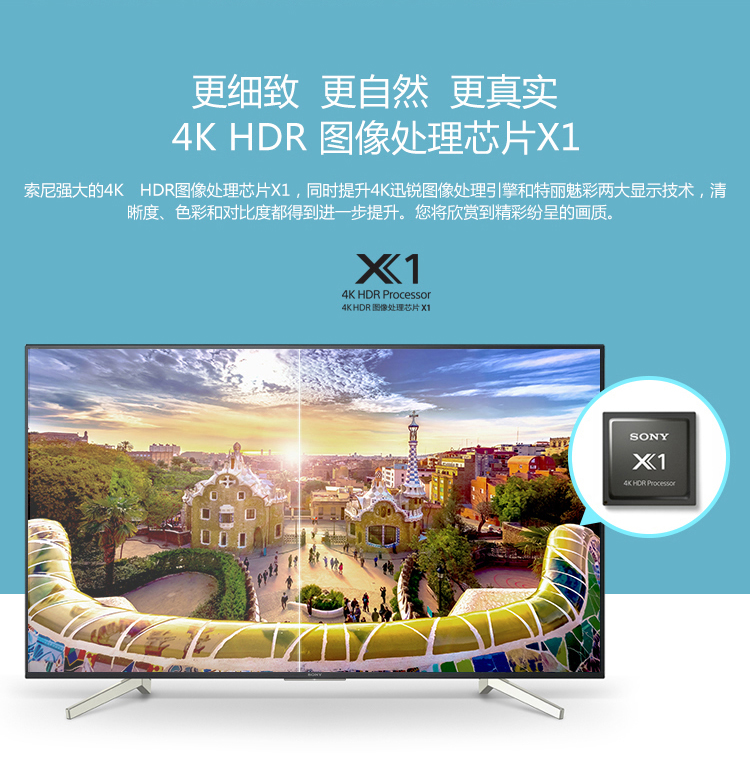 更细致 更自然 更真实
4K HDR 图像处理芯片X1
索尼强大的4K HDR图像处理芯片X1，同时提升4K迅锐图像处理引擎和特丽魅彩两大显示技术，清
晰度、色彩和对比度都得到进一步提升。您将欣赏到精彩纷呈的画质。
X1
4K HDR Processor
4K HDR 图像处理芯片 X1
SONY
X1
4K HDR Processor
SONY